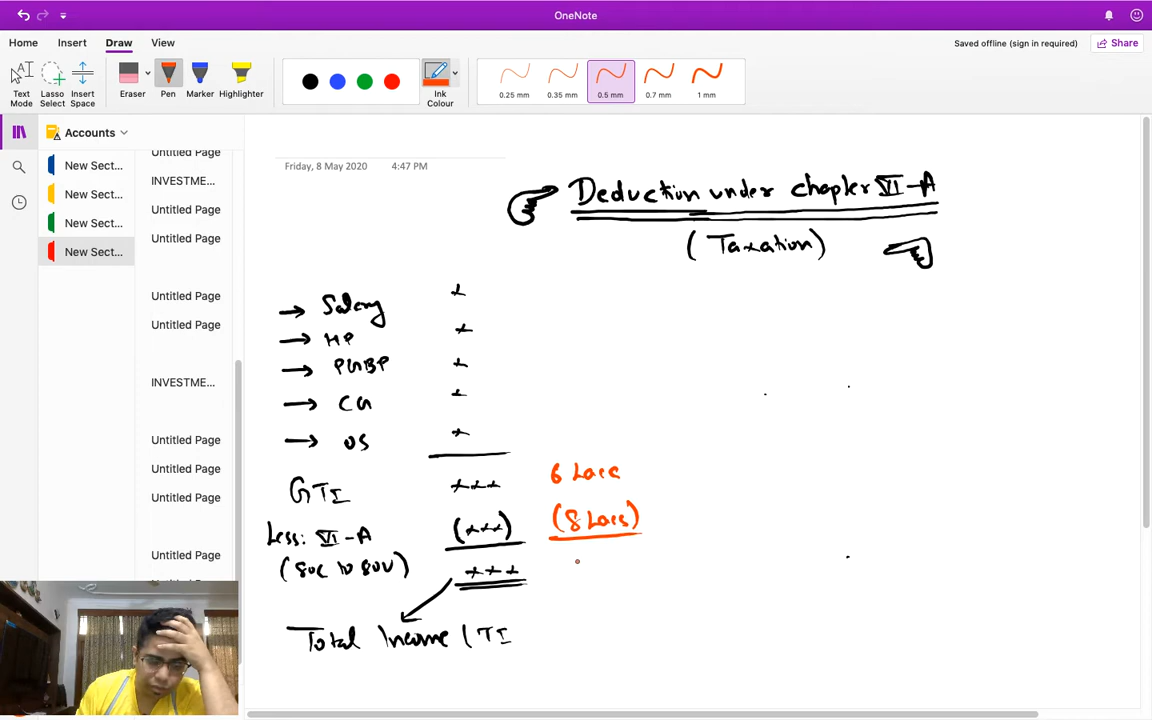 OneNote
Home
Insert
Draw
View
Saved offline (sign in required)
Share
Text Mode
Lasso Select
Insert Space
Eraser
Pen
Marker
Highlighter
Ink Colour
0.25 mm
0.35 mm
0.5 mm
0.7 mm
1 mm
Accounts
New Sect...
New Sect...
New Sect...
New Sect...
Untitled Page
INVESTME...
Untitled Page
Untitled Page
Untitled Page
Untitled Page
INVESTME...
Untitled Page
Untitled Page
Untitled Page
Untitled Page
Friday, 8 May 2020 4:47 PM
Deduction under chapter VI-A
(Taxation)
→ Salary +
→ HP +
→ PGBP +
→ CG +
→ OS +
GTI +++ 6 Lacs
Less: VI-A (+++) (8 Lacs)
(80C to 80U) +++
Total Income (TI